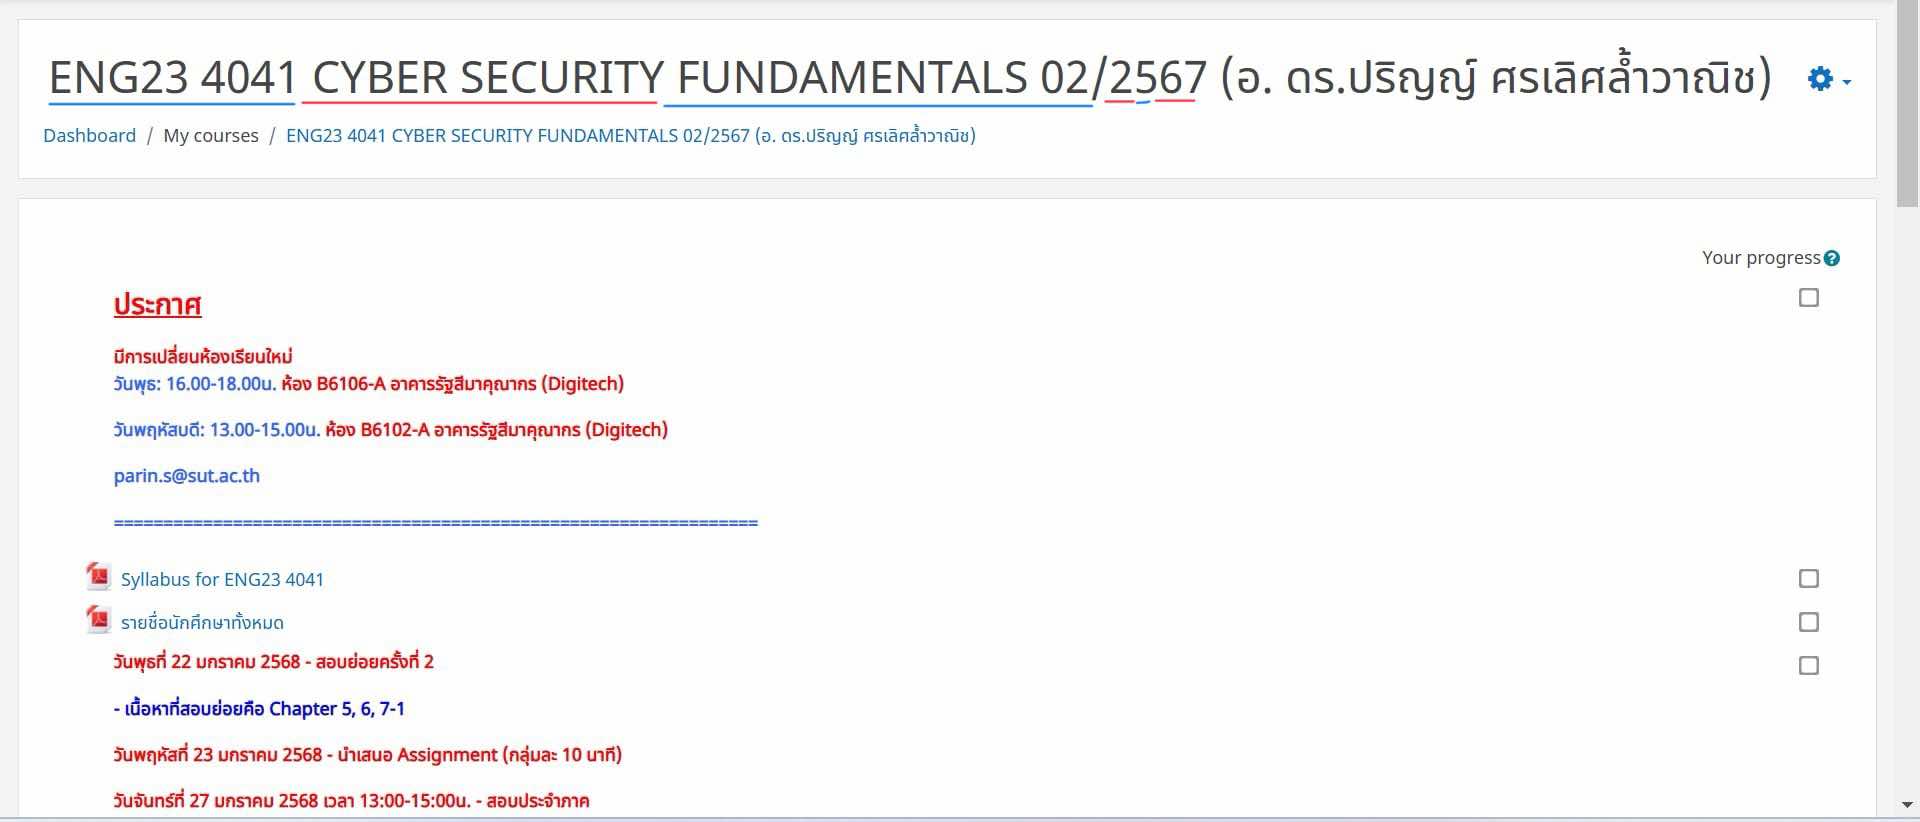 ENG23 4041 CYBER SECURITY FUNDAMENTALS 02/2567 (อ. ดร.ปริญญ์ ศรเลิศล้ำวาณิช)
Dashboard / My courses / ENG23 4041 CYBER SECURITY FUNDAMENTALS 02/2567 (อ. ดร.ปริญญ์ ศรเลิศล้ำวาณิช)
Your progress
ประกาศ
มีการเปลี่ยนห้องเรียนใหม่
วันพุธ: 16.00-18.00น. ห้อง B6106-A อาคารรัฐสีมาคุณากร (Digitech)
วันพฤหัสบดี: 13.00-15.00น. ห้อง B6102-A อาคารรัฐสีมาคุณากร (Digitech)
parin.s@sut.ac.th
=================================================================
Syllabus for ENG23 4041
รายชื่อนักศึกษาทั้งหมด
วันพุธที่ 22 มกราคม 2568 - สอบย่อยครั้งที่ 2
- เนื้อหาที่สอบย่อยคือ Chapter 5, 6, 7-1
วันพฤหัสที่ 23 มกราคม 2568 - นำเสนอ Assignment (กลุ่มละ 10 นาที)
วันจันทร์ที่ 27 มกราคม 2568 เวลา 13:00-15:00น. - สอบประจำภาค